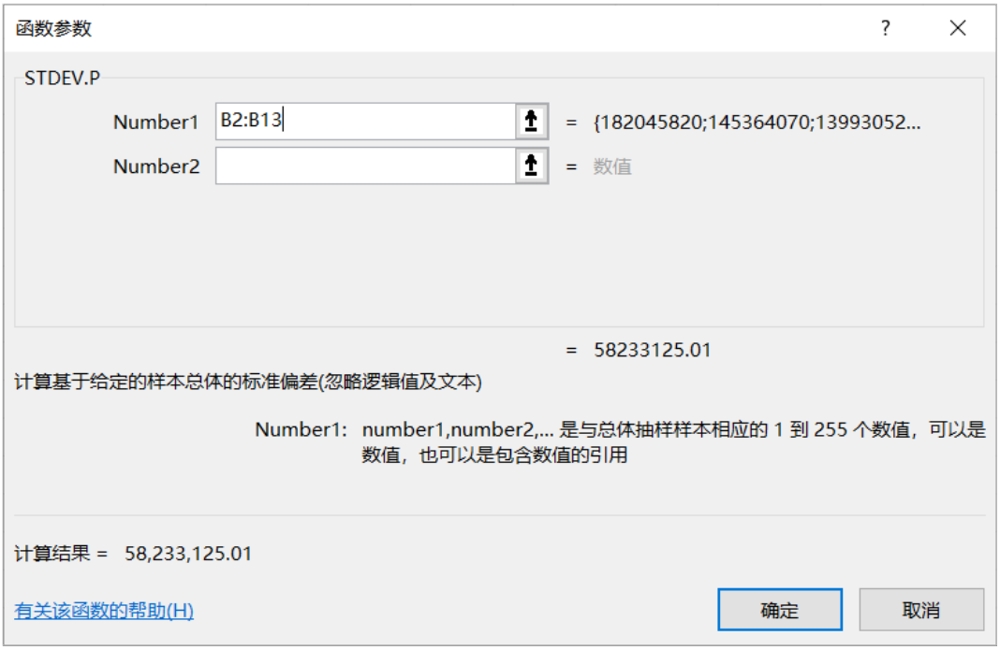 函数参数
?
STDEV.P
Number1 B2:B13 = {182045820;145364070;13993052...
Number2 = 数值
= 58233125.01
计算基于给定的样本总体的标准偏差(忽略逻辑值及文本)
Number1: number1,number2,... 是与总体抽样样本相应的 1 到 255 个数值，可以是
数值，也可以是包含数值的引用
计算结果 = 58,233,125.01
有关该函数的帮助(H)
确定 取消